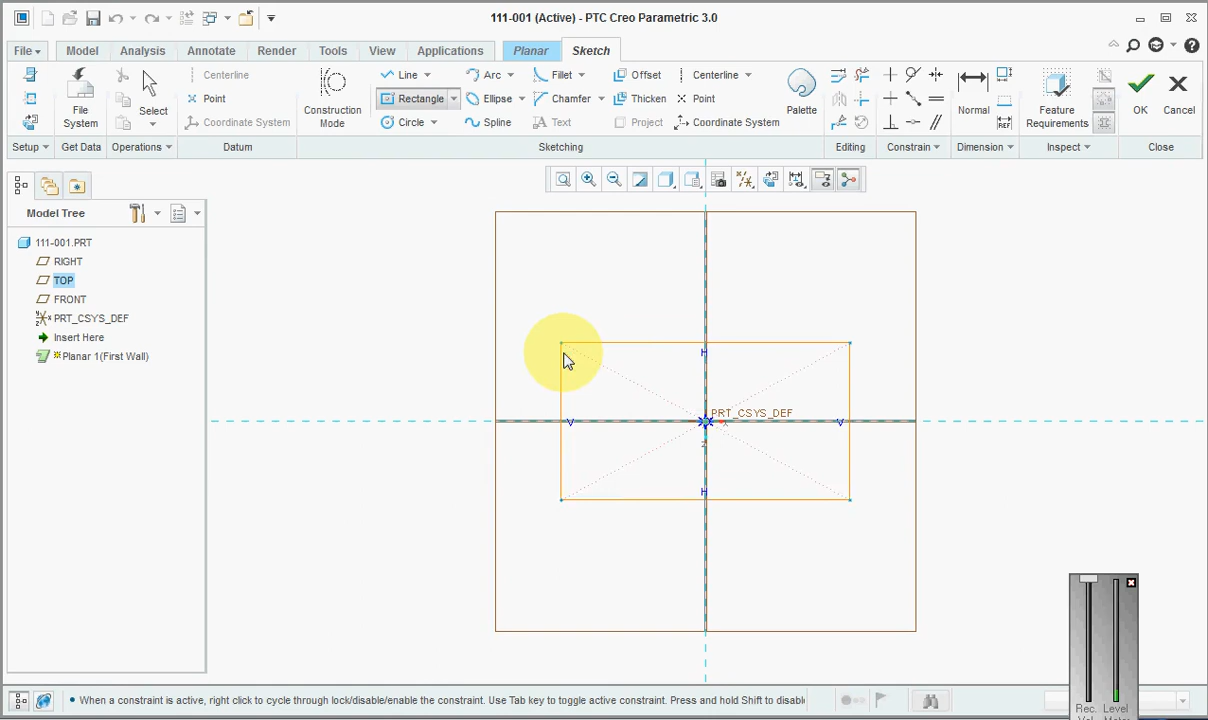 111-001 (Active) - PTC Creo Parametric 3.0
File Model Analysis Annotate Render Tools View Applications Planar Sketch
File System
Select
Centerline
Point
Coordinate System
Construction Mode
Line Arc Fillet Offset Centerline
Rectangle Ellipse Chamfer Thicken Point
Circle Spline Text Project Coordinate System
Palette
Normal
REF
Feature Requirements
OK
Cancel
Setup Get Data Operations Datum Sketching Editing Constrain Dimension Inspect Close
Model Tree
111-001.PRT
RIGHT
TOP
FRONT
PRT_CSYS_DEF
Insert Here
Planar 1(First Wall)
H
PRT_CSYS_DEF
V
X
V
Z
H
• When a constraint is active, right click to cycle through lock/disable/enable the constraint. Use Tab key to toggle active constraint. Press and hold Shift to disabl
Rec. Level